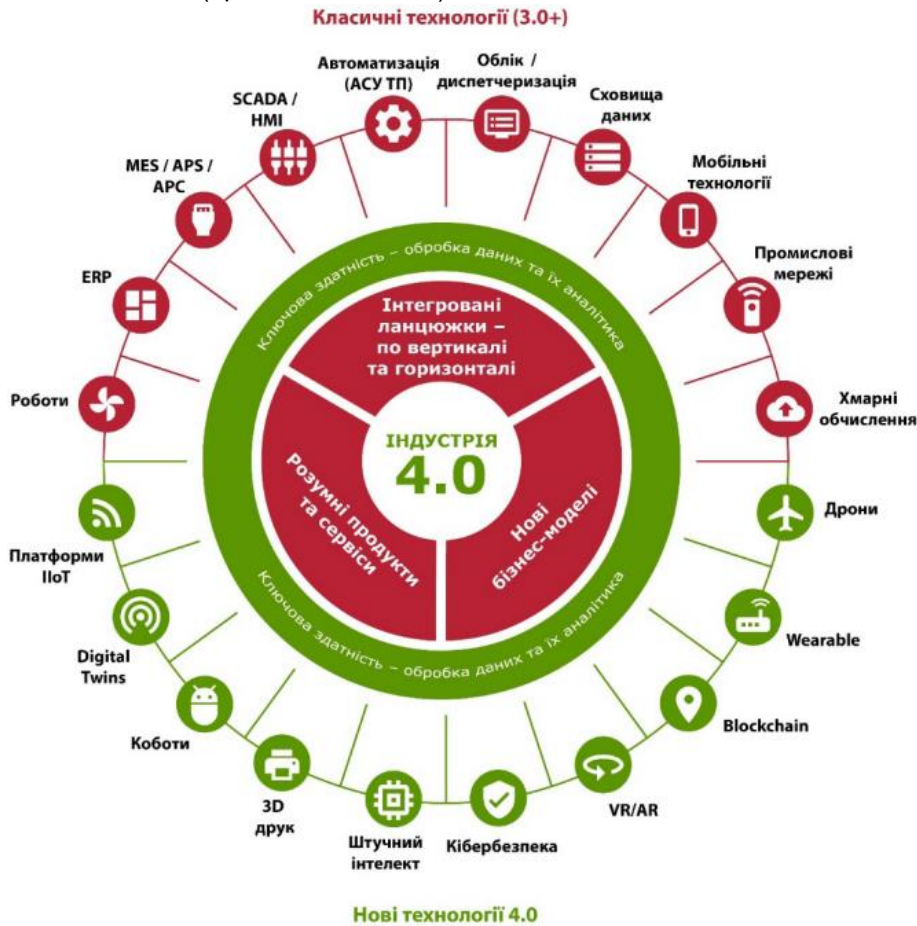 Класичні технології (3.0+)
Автоматизація
(АСУ ТП)
Облік /
диспетчеризація
SCADA /
HMI
Сховища
даних
MES / APS /
APC
Мобільні
технології
ERP
Промислові
мережі
Роботи
Хмарні
обчислення
Ключова здатність – обробка даних та їх аналітика
Інтегровані
ланцюжки –
по вертикалі
та горизонталі
ІНДУСТРІЯ
4.0
Розумні продукти
та сервіси
Нові
бізнес-моделі
Ключова здатність – обробка даних та їх аналітика
Платформи
IIoT
Дрони
Digital
Twins
Wearable
Коботи
Blockchain
3D
друк
VR/AR
Штучний
інтелект
Кібербезпека
Нові технології 4.0